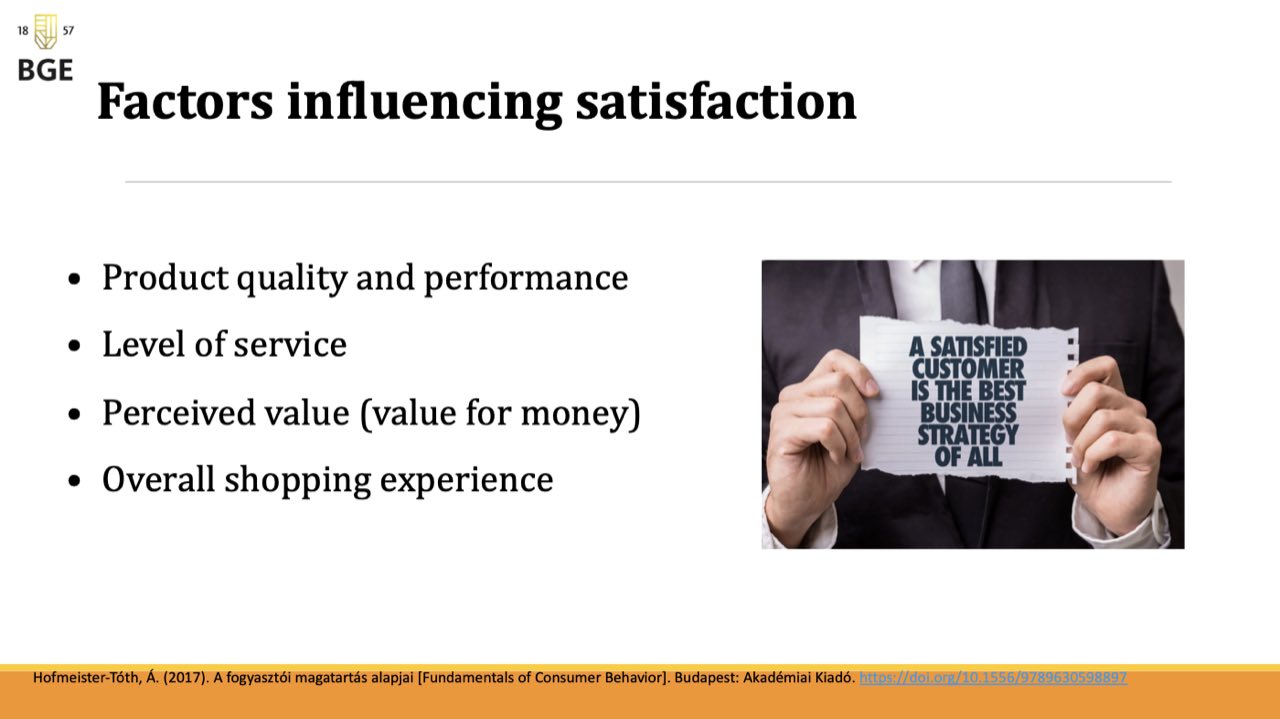 18 57
BGE
Factors influencing satisfaction
• Product quality and performance
• Level of service
• Perceived value (value for money)
• Overall shopping experience
A SATISFIED
CUSTOMER
IS THE BEST
BUSINESS
STRATEGY
OF ALL
Hofmeister-Tóth, Á. (2017). A fogyasztói magatartás alapjai [Fundamentals of Consumer Behavior]. Budapest: Akadémiai Kiadó. https://doi.org/10.1556/9789630598897